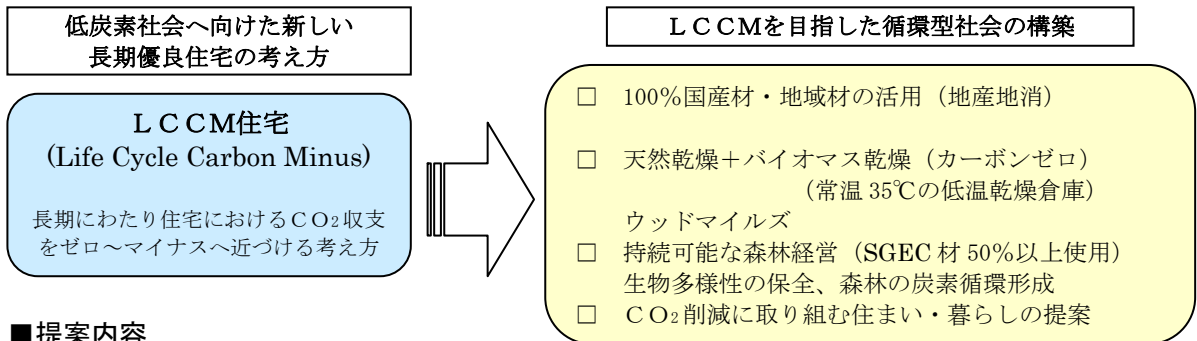 低炭素社会へ向けた新しい
長期優良住宅の考え方
LCCM住宅
(Life Cycle Carbon Minus)
長期にわたり住宅におけるCO2収支
をゼロ～マイナスへ近づける考え方
LCCMを目指した循環型社会の構築
□ 100%国産材・地域材の活用（地産地消）
□ 天然乾燥＋バイオマス乾燥（カーボンゼロ）
（常温 35℃の低温乾燥倉庫）
ウッドマイルズ
□ 持続可能な森林経営（SGEC 材 50%以上使用）
生物多様性の保全、森林の炭素循環形成
□ CO2削減に取り組む住まい・暮らしの提案
■提案内容